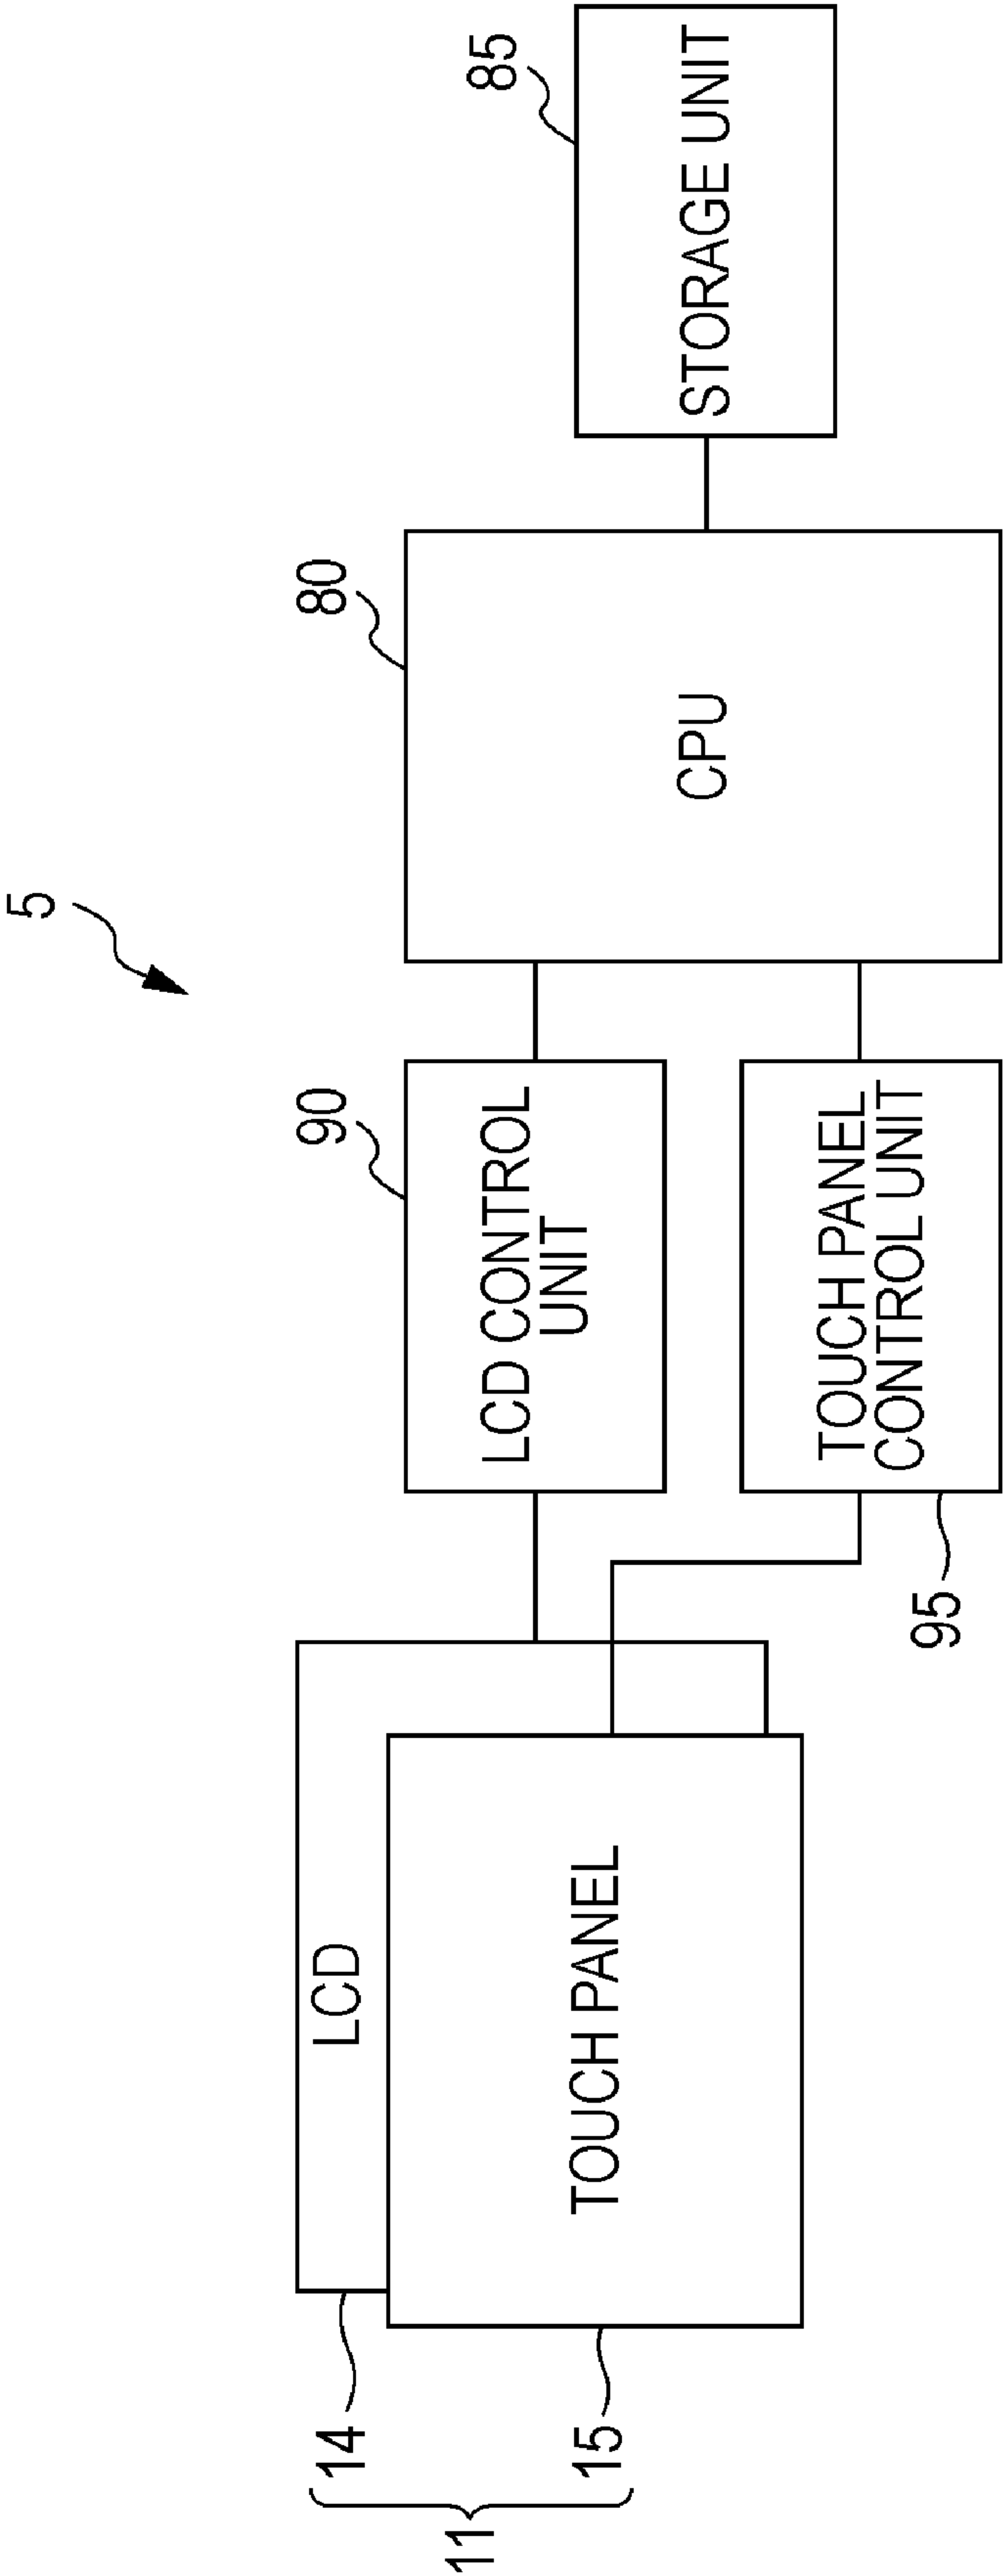 5
11
14
15
LCD
TOUCH PANEL
90
LCD CONTROL
UNIT
TOUCH PANEL
CONTROL UNIT
95
80
CPU
85
STORAGE UNIT